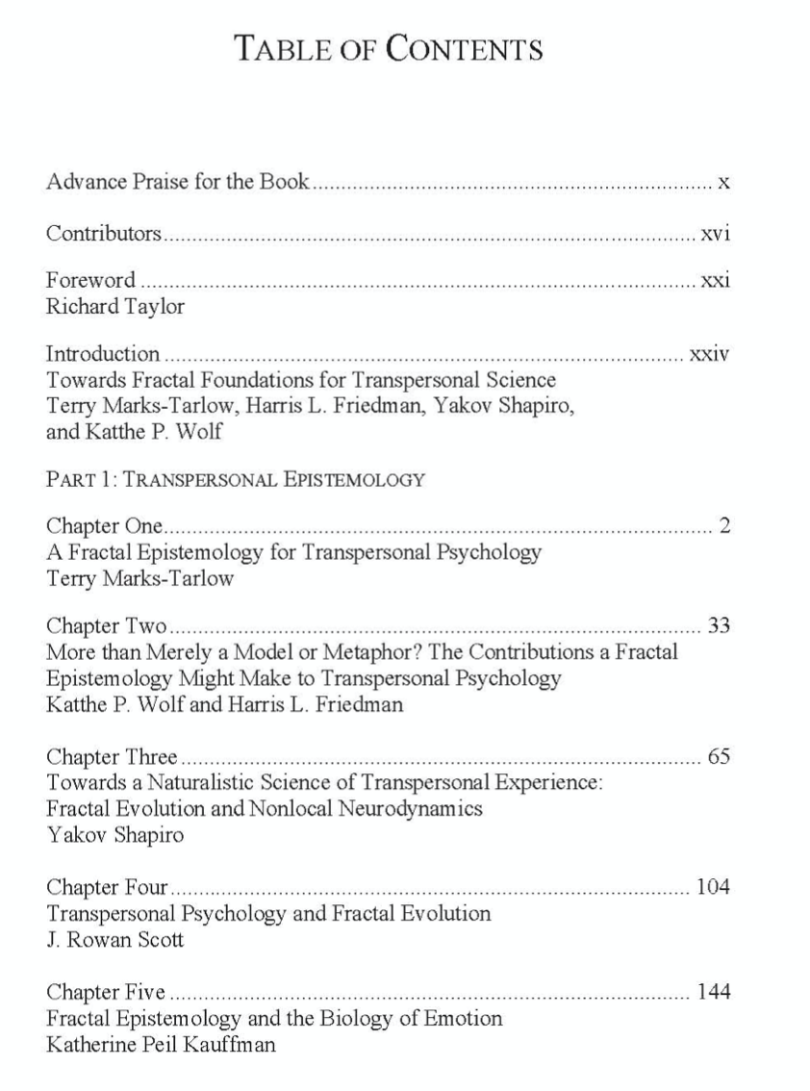 TABLE OF CONTENTS
Advance Praise for the Book ........................................................................ x
Contributors ................................................................................................ xvi
Foreword .................................................................................................... xxi
Richard Taylor
Introduction .............................................................................................. xxiv
Towards Fractal Foundations for Transpersonal Science
Terry Marks-Tarlow, Harris L. Friedman, Yakov Shapiro,
and Katthe P. Wolf
PART 1: TRANSPERSONAL EPISTEMOLOGY
Chapter One.................................................................................................. 2
A Fractal Epistemology for Transpersonal Psychology
Terry Marks-Tarlow
Chapter Two ............................................................................................... 33
More than Merely a Model or Metaphor? The Contributions a Fractal
Epistemology Might Make to Transpersonal Psychology
Katthe P. Wolf and Harris L. Friedman
Chapter Three ............................................................................................. 65
Towards a Naturalistic Science of Transpersonal Experience:
Fractal Evolution and Nonlocal Neurodynamics
Yakov Shapiro
Chapter Four ............................................................................................. 104
Transpersonal Psychology and Fractal Evolution
J. Rowan Scott
Chapter Five ............................................................................................. 144
Fractal Epistemology and the Biology of Emotion
Katherine Peil Kauffman